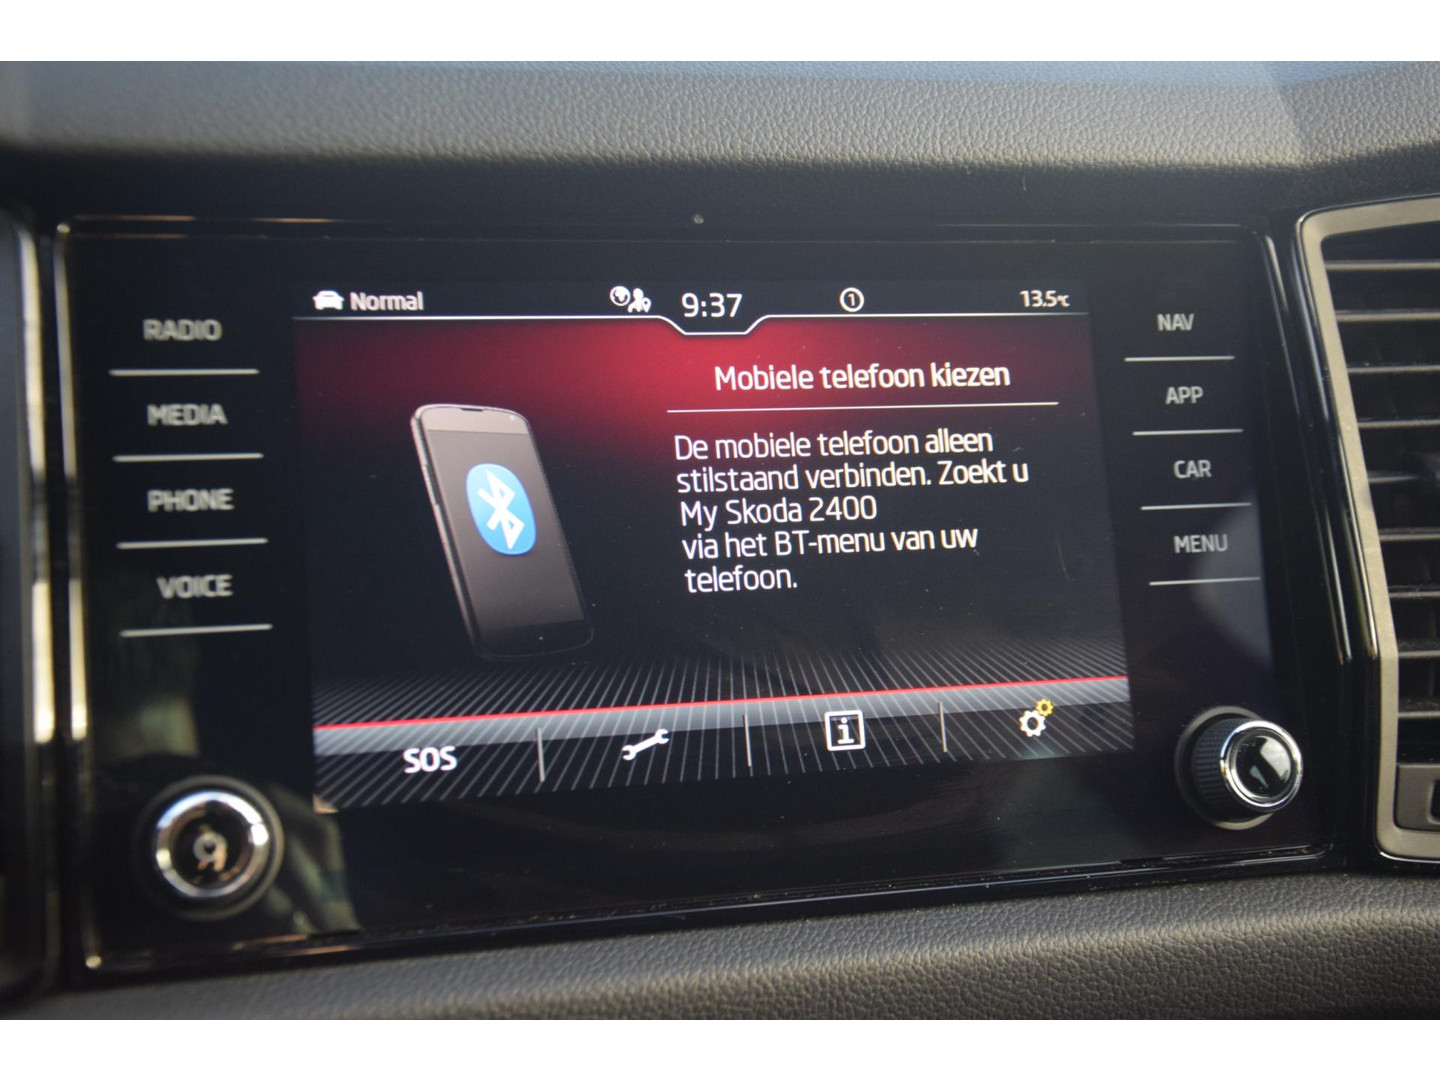 Normal 9:37 1 13.5°C
RADIO
MEDIA
PHONE
VOICE
Mobiele telefoon kiezen
De mobiele telefoon alleen
stilstaand verbinden. Zoekt u
My Skoda 2400
via het BT-menu van uw
telefoon.
SOS i
NAV
APP
CAR
MENU